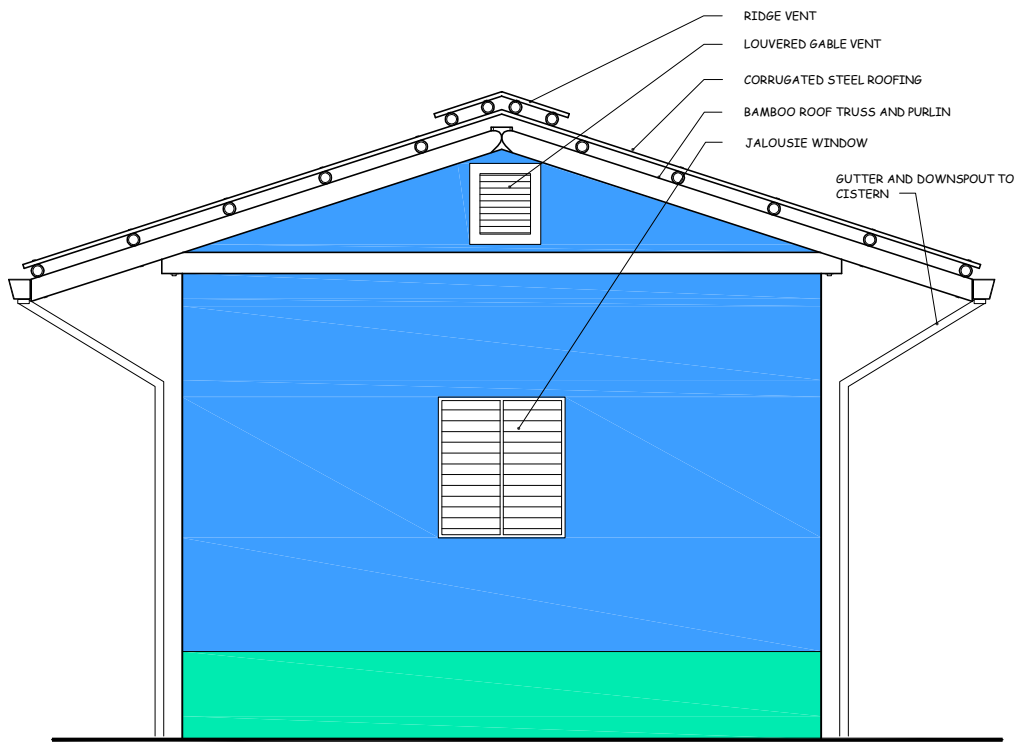 RIDGE VENT
LOUVERED GABLE VENT
CORRUGATED STEEL ROOFING
BAMBOO ROOF TRUSS AND PURLIN
JALOUSIE WINDOW
GUTTER AND DOWNSPOUT TO
CISTERN